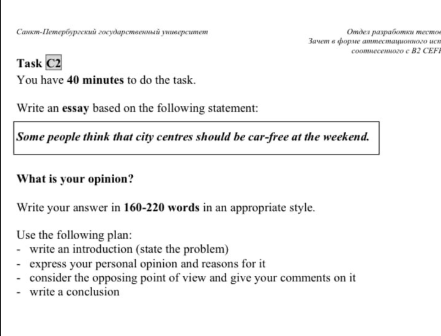 Санкт-Петербургский государственный университет
Отдел разработки тестов
Зачет в форме аттестационного исп
соотнесенного с B2 CEFR
Task C2
You have 40 minutes to do the task.
Write an essay based on the following statement:
Some people think that city centres should be car-free at the weekend.
What is your opinion?
Write your answer in 160-220 words in an appropriate style.
Use the following plan:
- write an introduction (state the problem)
- express your personal opinion and reasons for it
- consider the opposing point of view and give your comments on it
- write a conclusion